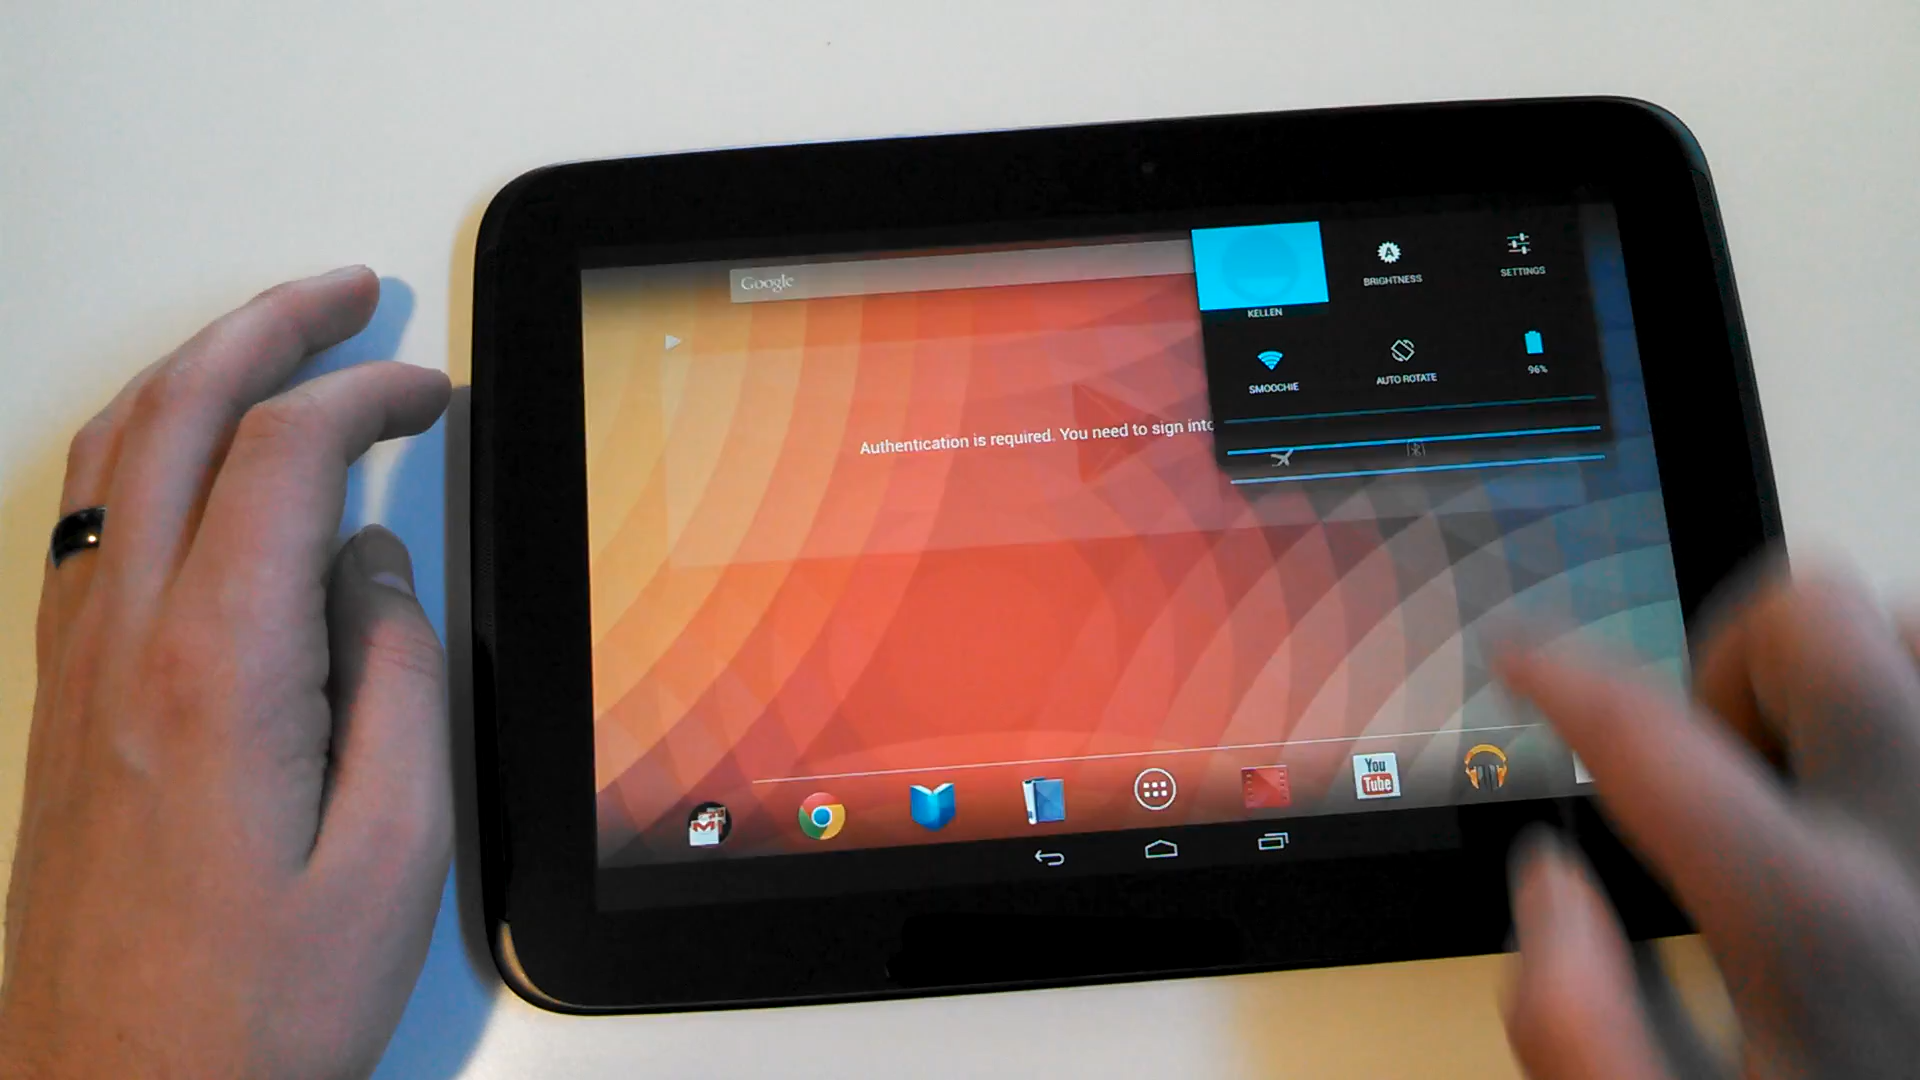 Google
KELLEN
BRIGHTNESS
SETTINGS
SMOOCHIE
AUTO ROTATE
96%
Authentication is required. You need to sign into
You
Tube